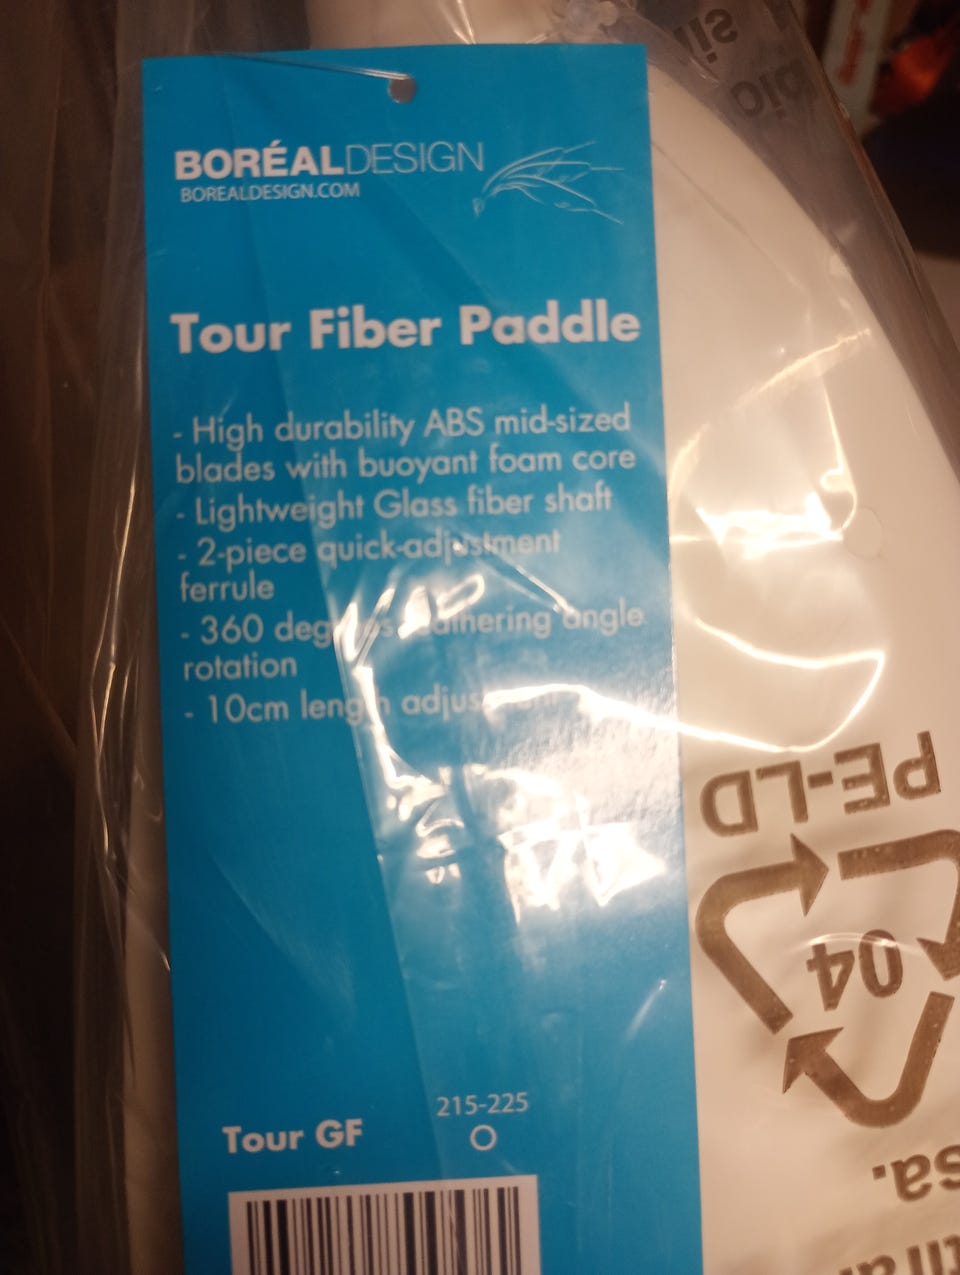 BORÉALDESIGN
BOREALDESIGN.COM
Tour Fiber Paddle
- High durability ABS mid-sized
blades with buoyant foam core
- Lightweight Glass fiber shaft
- 2-piece quick-adjustment
ferrule
- 360 degrees feathering angle
rotation
- 10cm length adjustment
Tour GF
215-225
PE-LD
04